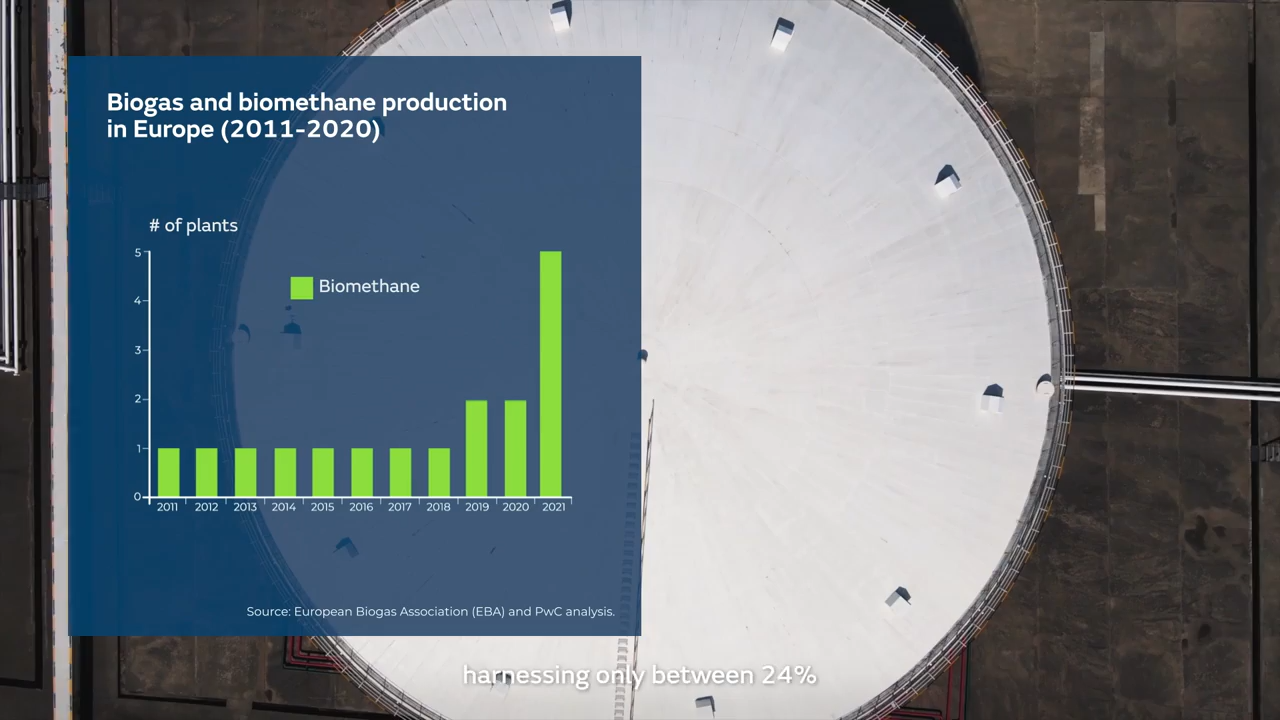 Biogas and biomethane production
in Europe (2011-2020)
# of plants
5
4
3
2
1
0
Biomethane
2011 2012 2013 2014 2015 2016 2017 2018 2019 2020 2021
Source: European Biogas Association (EBA) and PwC analysis.
harnessing only between 24%